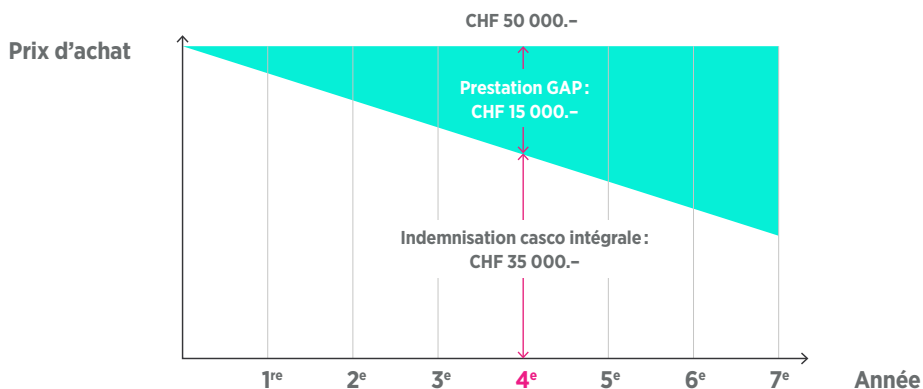 CHF 50 000.–
Prix d’achat
Prestation GAP:
CHF 15 000.–
Indemnisation casco intégrale:
CHF 35 000.–
1re 2e 3e 4e 5e 6e 7e Année